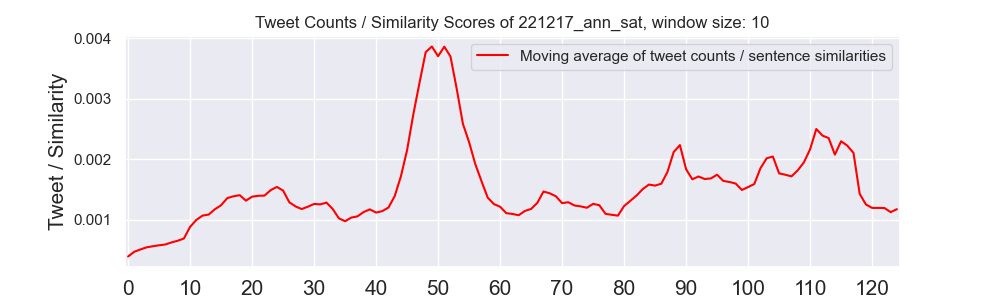 Tweet Counts / Similarity Scores of 221217_ann_sat, window size: 10
Moving average of tweet counts / sentence similarities
Tweet / Similarity
0.004
0.003
0.002
0.001
0 10 20 30 40 50 60 70 80 90 100 110 120